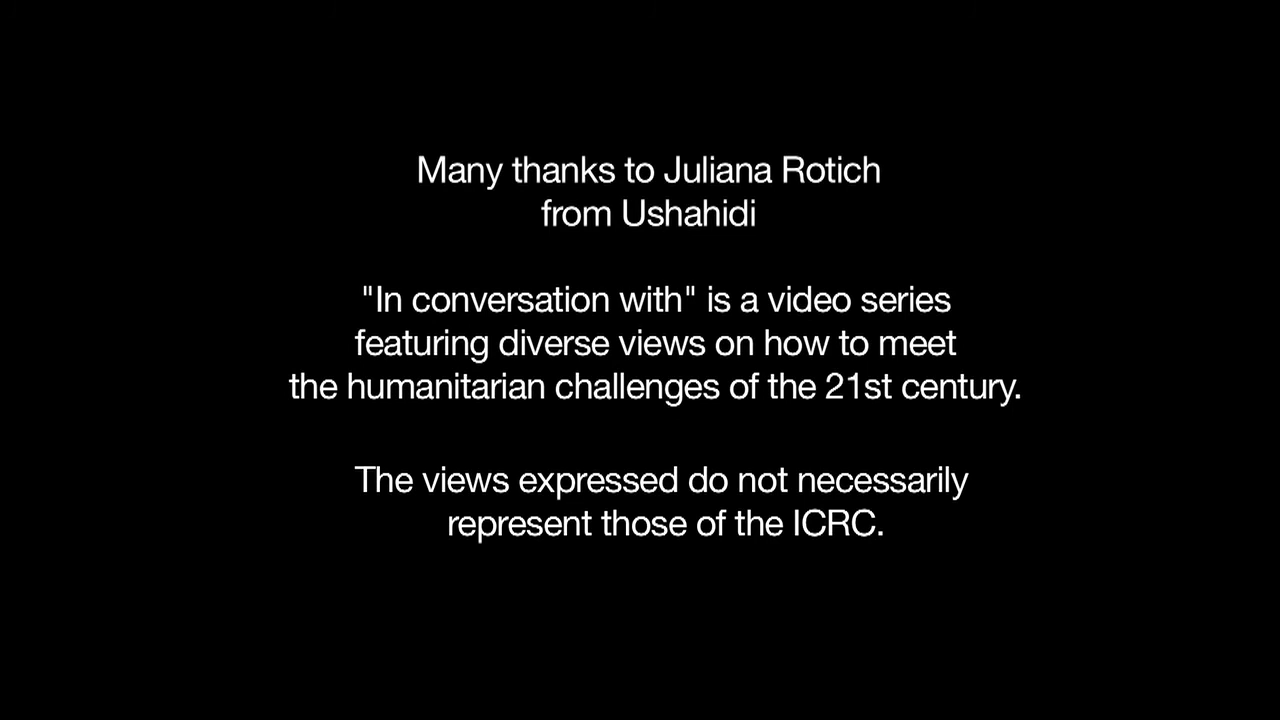 Many thanks to Juliana Rotich
from Ushahidi
"In conversation with" is a video series
featuring diverse views on how to meet
the humanitarian challenges of the 21st century.
The views expressed do not necessarily
represent those of the ICRC.